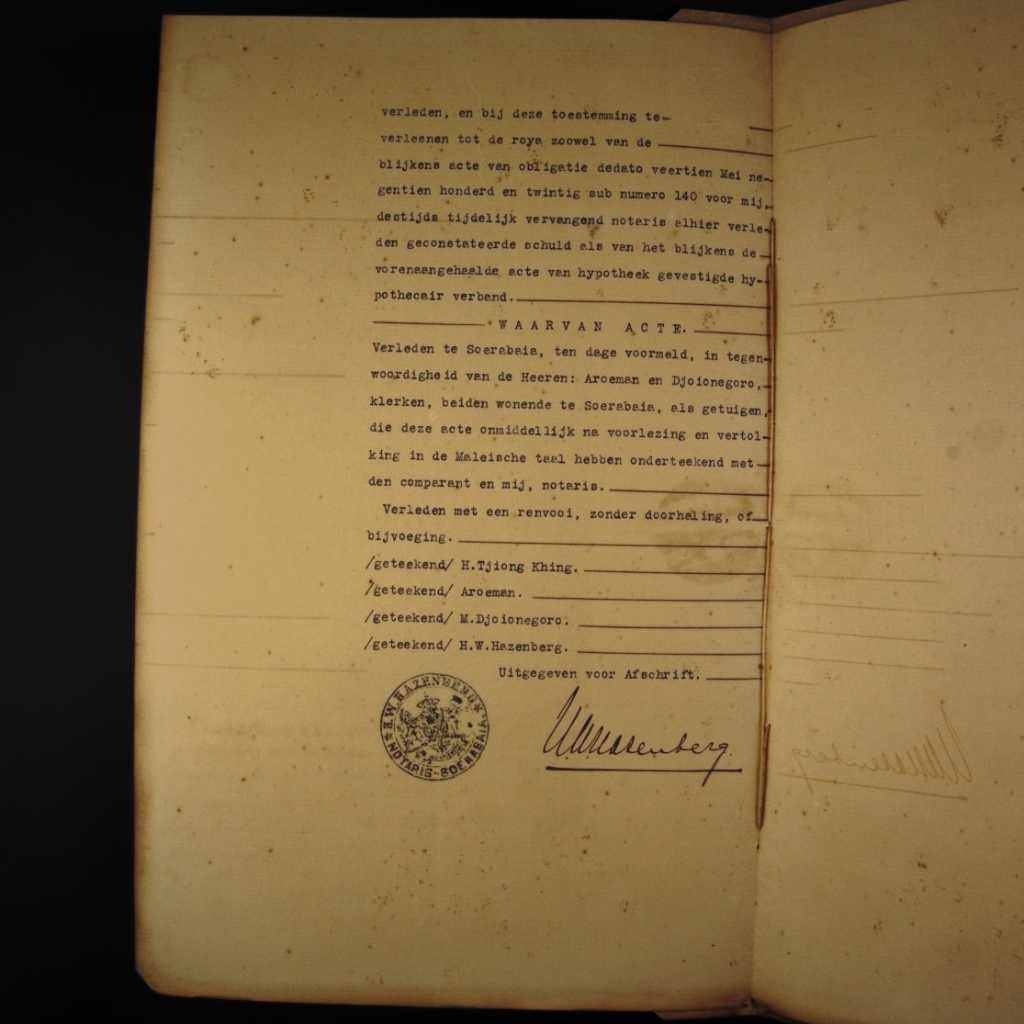 verleden, en bij deze toestemming te-
verleenen tot de roya zoowel van de
blijkens acte van obligatie dedato veertien Mei ne-
gentien honderd en twintig sub numero 140 voor mij,
destijds tijdelijk vervangend notaris alhier verle-
den geconstateerde schuld als van het blijkens de
vorenaangehaalde acte van hypotheek gevestigde hy-
pothecair verband.
WAARVAN ACTE.
Verleden te Soerabaia, ten dage voormeld, in tegen-
woordigheid van de Heeren: Aroeman en Djoionegoro,
klerken, beiden wonende te Soerabaia, als getuigen,
die deze acte onmiddellijk na voorlezing en vertol-
king in de Maleische taal hebben onderteekend met
den comparant en mij, notaris.
Verleden met een renvooi, zonder doorhaling, of
bijvoeging.
/geteekend/ H.Tjiong Khing.
/geteekend/ Aroeman.
/geteekend/ M.Djoionegoro.
/geteekend/ H.W.Hazenberg.
Uitgegeven voor Afschrift.
H.W. HAZENBERG
NOTARIS-SOERABAIA
HWHazenberg.